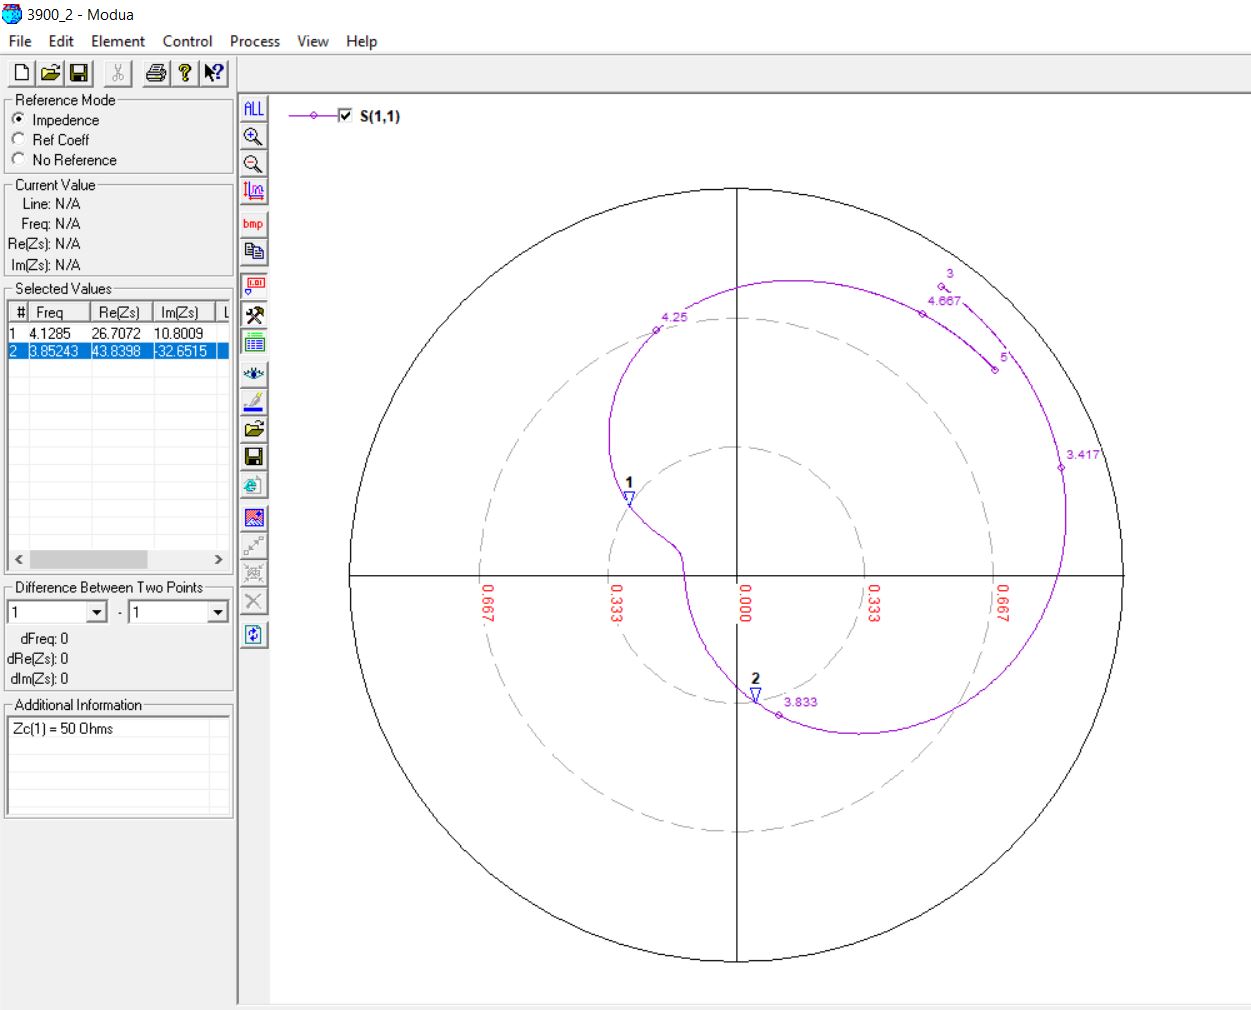 3900_2 - Modua
File Edit Element Control Process View Help
Reference Mode
Impedence
Ref Coeff
No Reference
Current Value
Line: N/A
Freq: N/A
Re(Zs): N/A
Im(Zs): N/A
Selected Values
# Freq Re(Zs) Im(Zs) L
1 4.1285 26.7072 10.8009
2 3.85243 43.8398 -32.6515
Difference Between Two Points
1 - 1
dFreq: 0
dRe(Zs): 0
dIm(Zs): 0
Additional Information
Zc(1) = 50 Ohms
ALL
bmp
1.01
S(1,1)
3
4.667
4.25
5
3.417
1
0.667
0.333
0.000
0.333
0.667
2
3.833